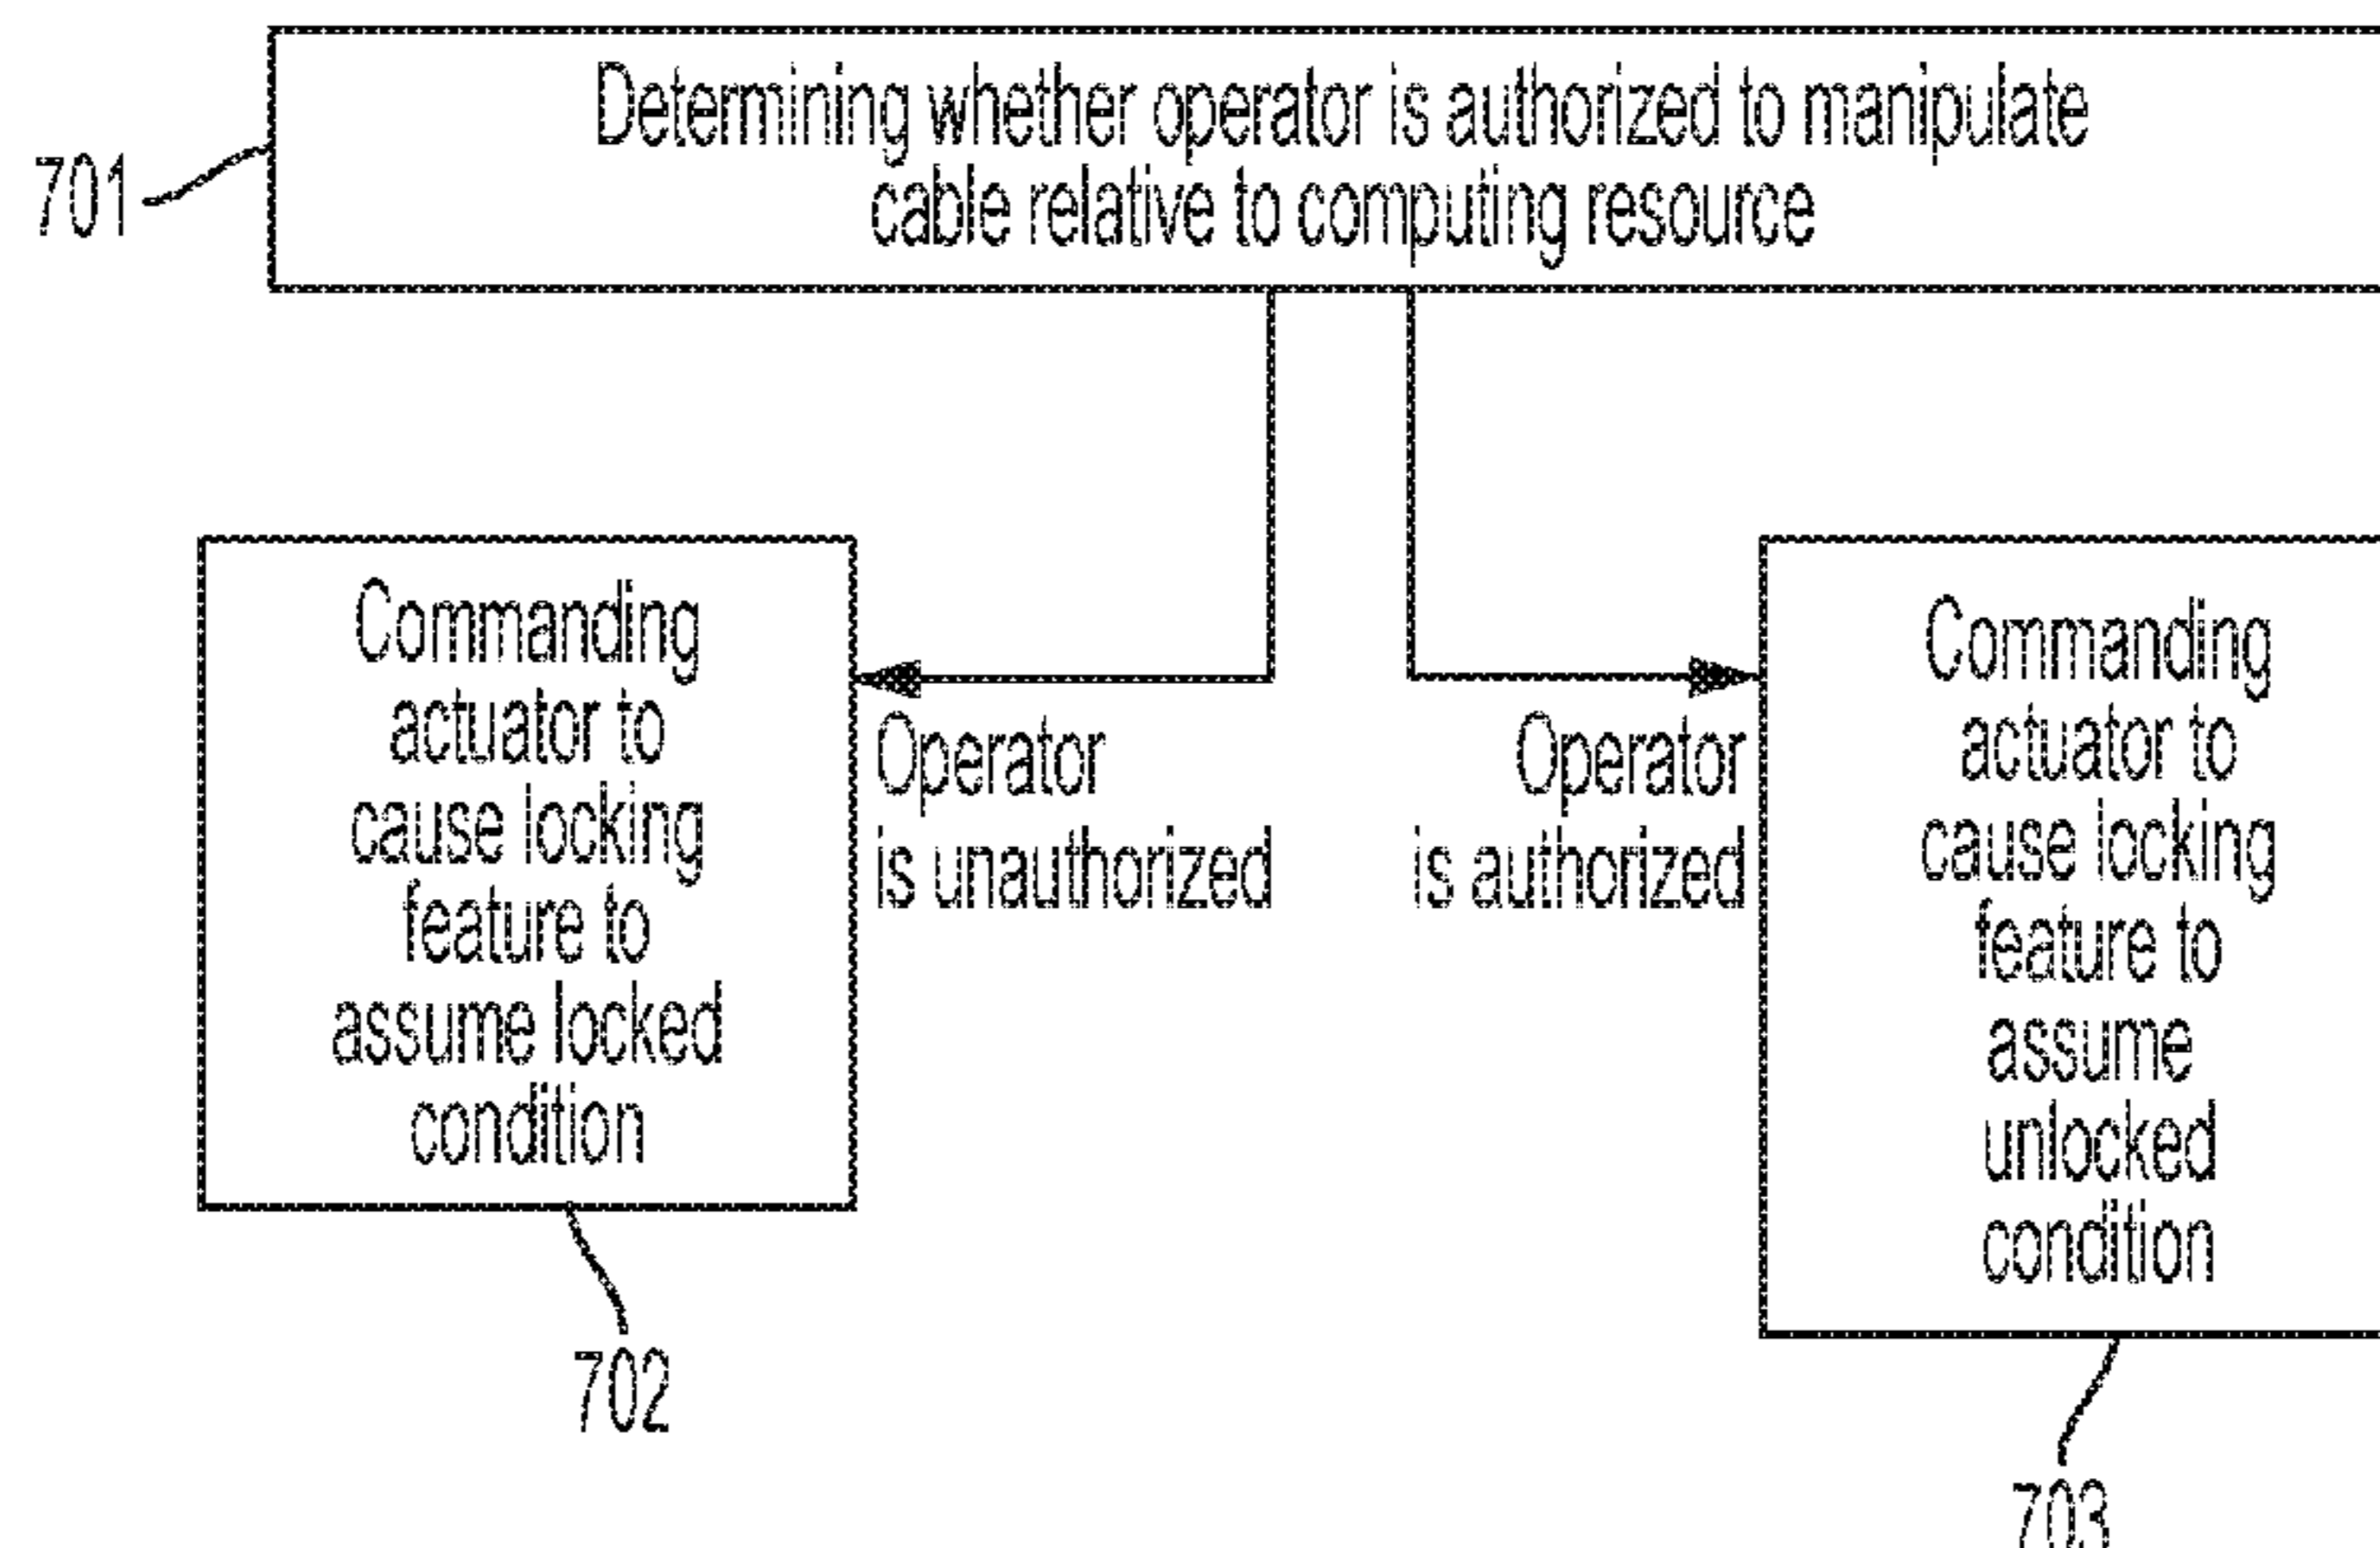 Determining whether operator is authorized to manipulate
cable relative to computing resource
701
Commanding
actuator to
cause locking
feature to
assume locked
condition
Operator
is unauthorized
Operator
is authorized
Commanding
actuator to
cause locking
feature to
assume
unlocked
condition
702
703